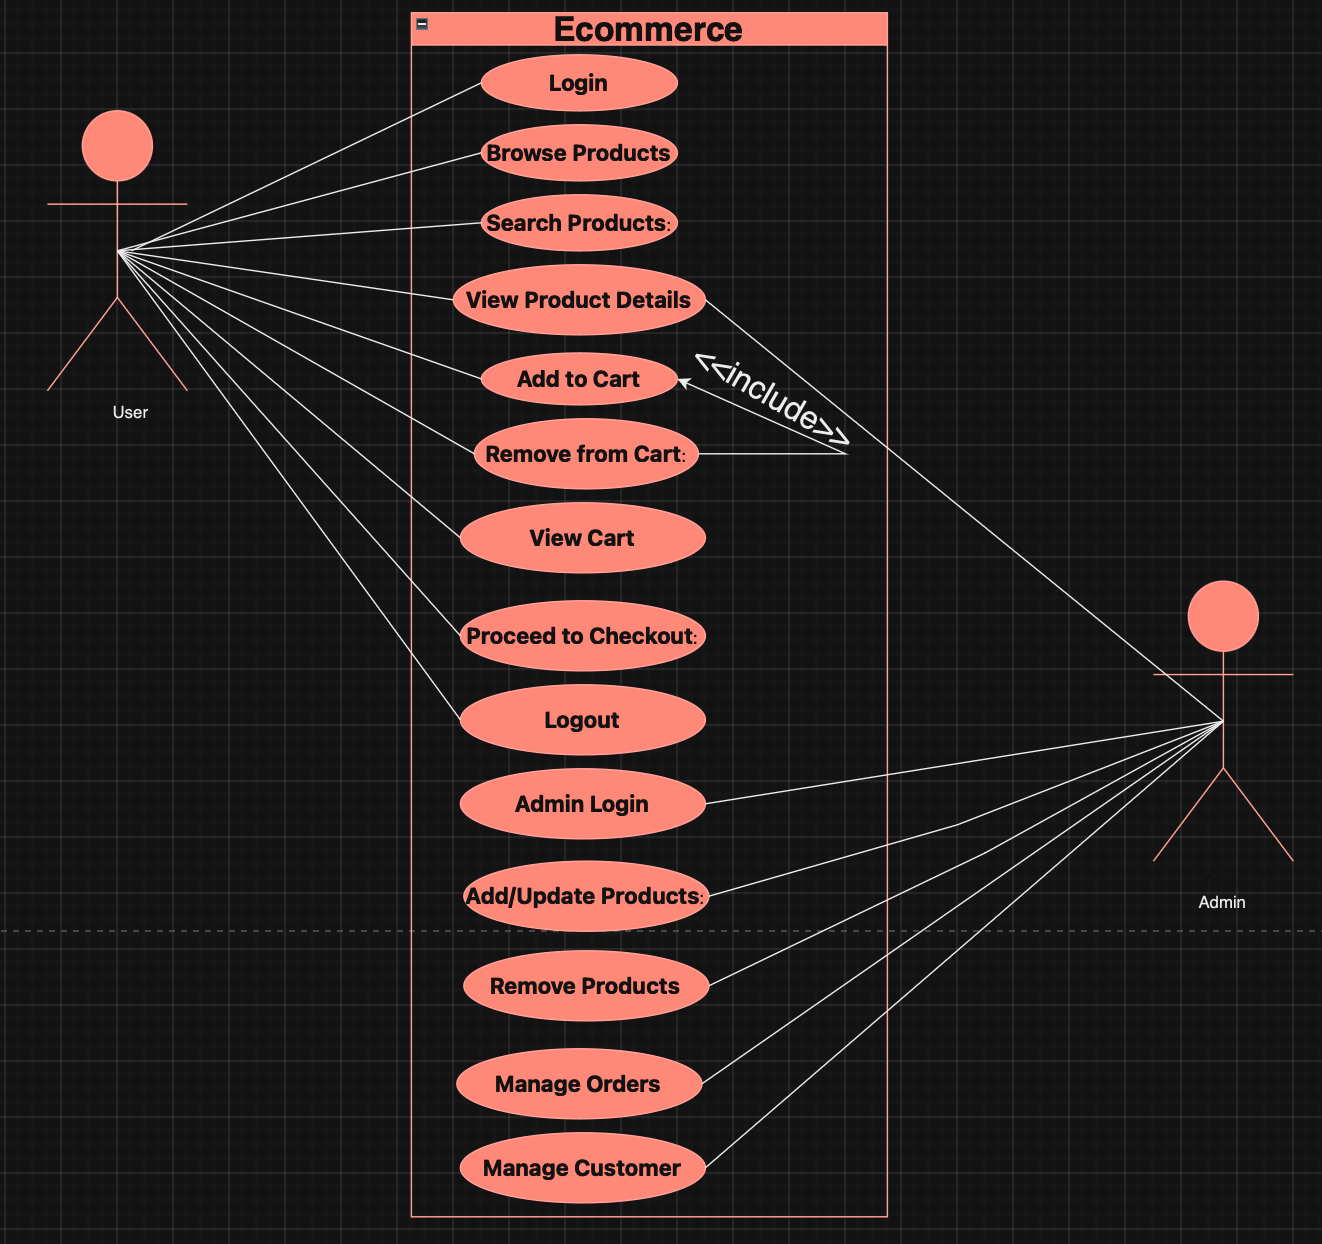 Ecommerce
Login
Browse Products
Search Products:
View Product Details
<<include>>
Add to Cart
User
Remove from Cart:
View Cart
Proceed to Checkout:
Logout
Admin Login
Add/Update Products:
Admin
Remove Products
Manage Orders
Manage Customer